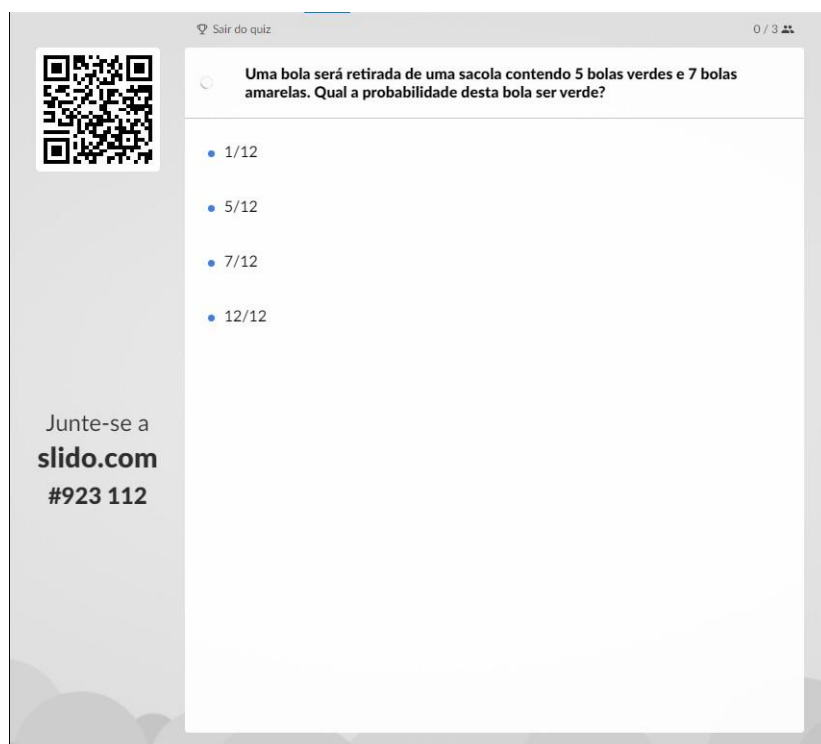 Sair do quiz
0 / 3
Uma bola será retirada de uma sacola contendo 5 bolas verdes e 7 bolas
amarelas. Qual a probabilidade desta bola ser verde?
1/12
5/12
7/12
12/12
Junte-se a
slido.com
#923 112